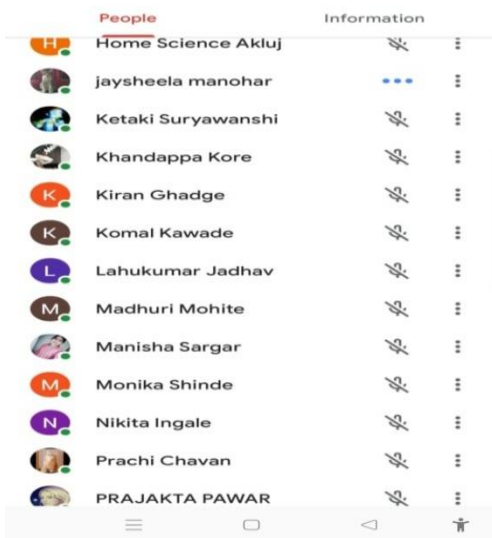 People Information
H Home Science Akluj
jaysheela manohar
Ketaki Suryawanshi
Khandappa Kore
K Kiran Ghadge
K Komal Kawade
L Lahukumar Jadhav
M Madhuri Mohite
Manisha Sargar
M Monika Shinde
N Nikita Ingale
Prachi Chavan
PRAJAKTA PAWAR